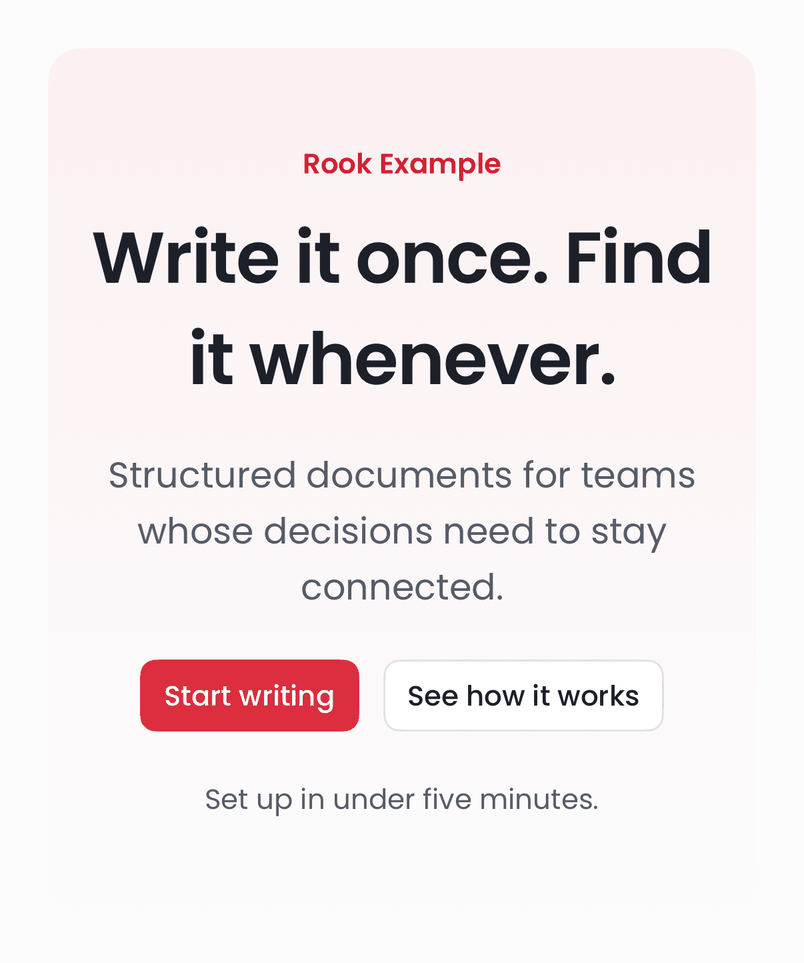 Rook Example
Write it once. Find
it whenever.
Structured documents for teams
whose decisions need to stay
connected.
Start writing
See how it works
Set up in under five minutes.